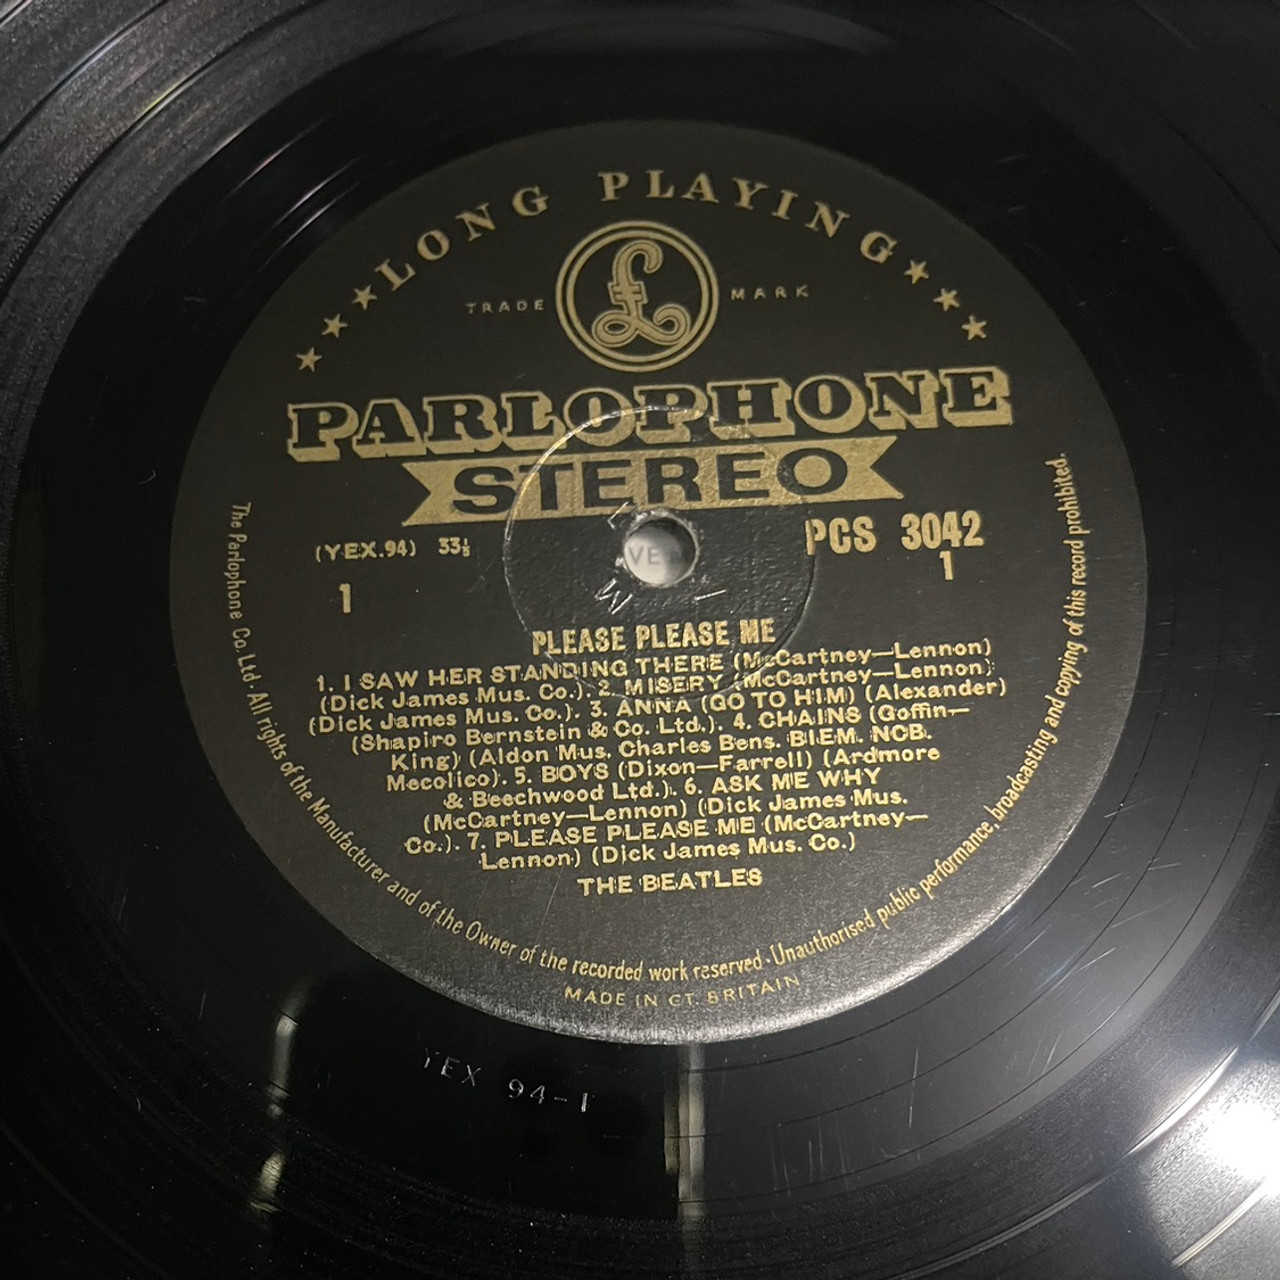 LONG PLAYING
TRADE £ MARK
PARLOPHONE
STEREO
(YEX.94) 33⅓
PCS 3042
1
1
PLEASE PLEASE ME
1. I SAW HER STANDING THERE (McCartney—Lennon)
(Dick James Mus. Co.). 2. MISERY (McCartney—Lennon)
(Dick James Mus. Co.). 3. ANNA (GO TO HIM) (Alexander)
(Shapiro Bernstein & Co. Ltd.). 4. CHAINS (Goffin—
King) (Aldon Mus. Charles Bens. BIEM. NCB.
Mecolico). 5. BOYS (Dixon—Farrell) (Ardmore
& Beechwood Ltd.). 6. ASK ME WHY
(McCartney—Lennon) (Dick James Mus.
Co.). 7. PLEASE PLEASE ME (McCartney—
Lennon) (Dick James Mus. Co.)
THE BEATLES
The Parlophone Co. Ltd · All rights of the Manufacturer and of the Owner of the recorded work reserved · Unauthorised public performance, broadcasting and copying of this record prohibited.
MADE IN GT. BRITAIN
YEX 94-1